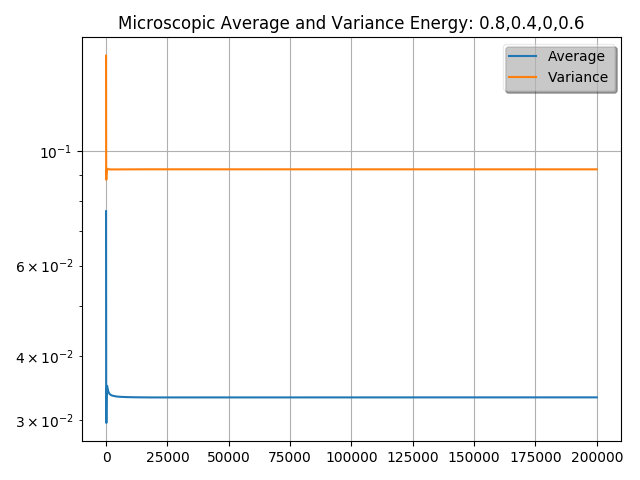 Microscopic Average and Variance Energy: 0.8,0.4,0,0.6
Average
Variance
10⁻¹
6 × 10⁻²
4 × 10⁻²
3 × 10⁻²
0 25000 50000 75000 100000 125000 150000 175000 200000